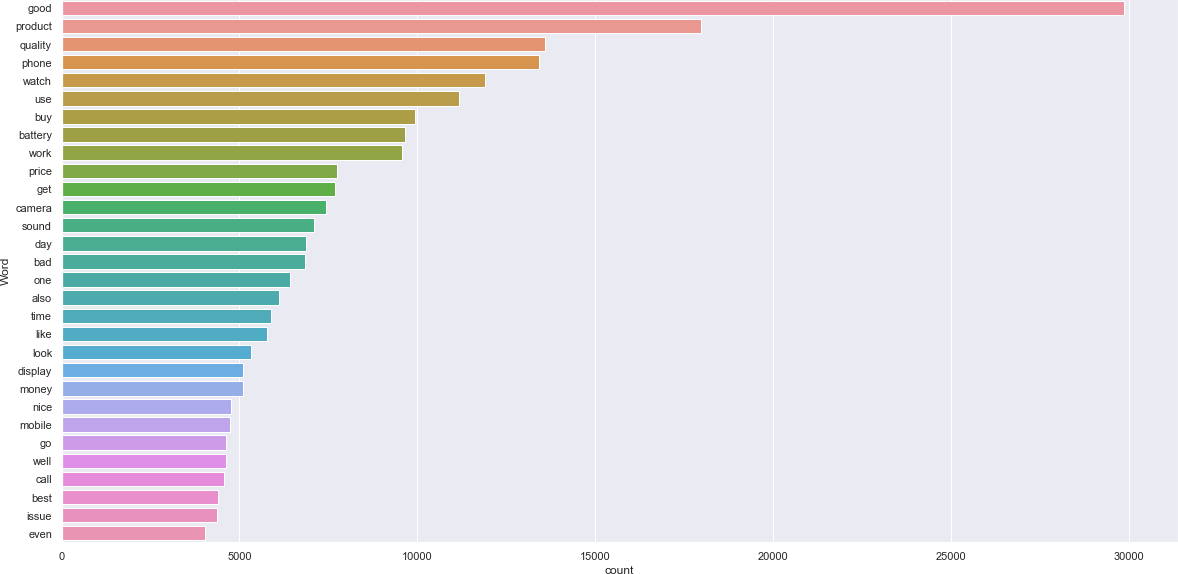 good
product
quality
phone
watch
use
buy
battery
work
price
get
camera
sound
day
bad
one
also
time
like
look
display
money
nice
mobile
go
well
call
best
issue
even
Word
0 5000 10000 15000 20000 25000 30000
count